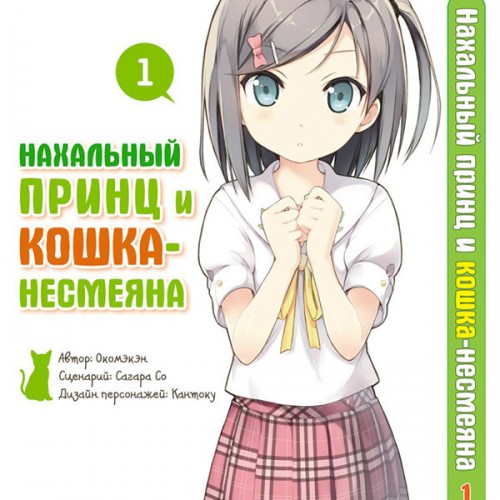 1
НАХАЛЬНЫЙ
ПРИНЦ И
КОШКА-
НЕСМЕЯНА
Автор: Окомэкэн
Сценарий: Сагара Со
Дизайн персонажей: Кантоку
Нахальный принц и кошка-несмеяна 1